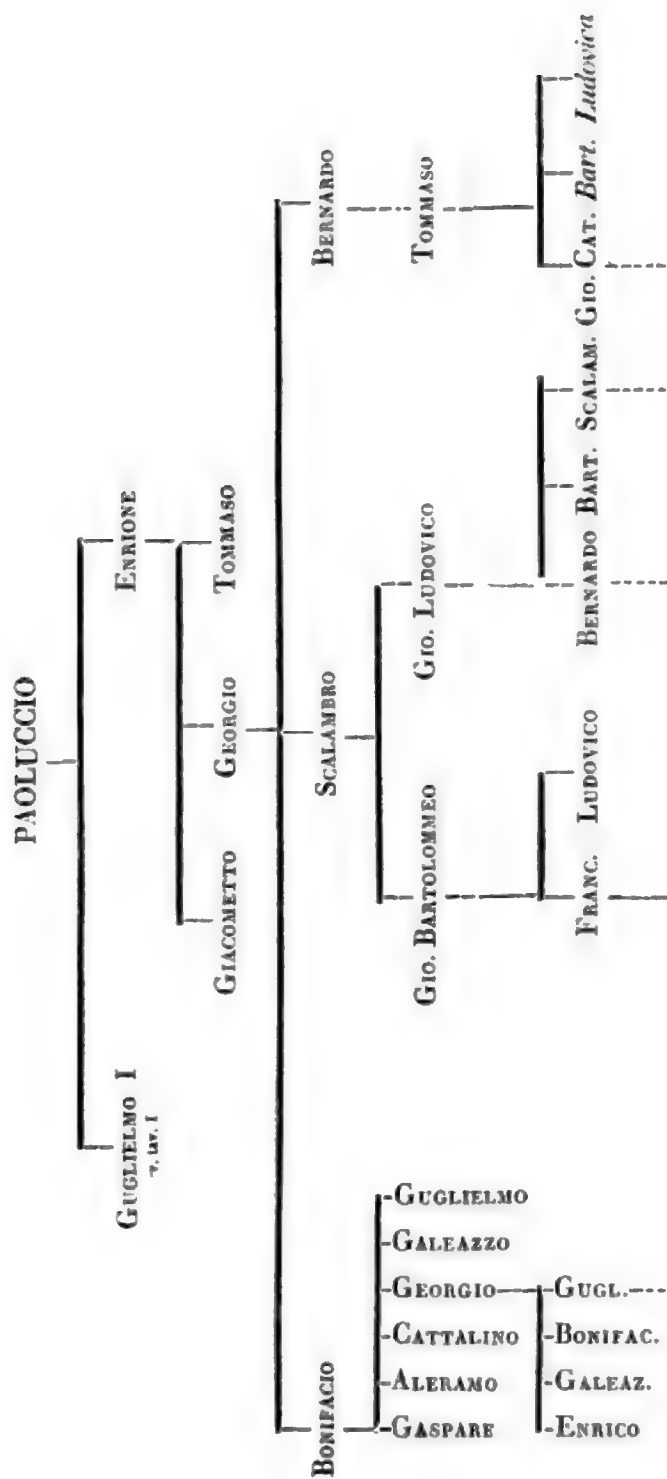 PAOLUCCIO
GUGLIELMO I
v. tav. I
ENRIONE
GIACOMETTO
GEORGIO
TOMMASO
BONIFACIO
SCALAMBRO
BERNARDO
GASPARE
ALERAMO
CATTALINO
GEORGIO
GALEAZZO
GUGLIELMO
GIO. BARTOLOMMEO
GIO. LUDOVICO
TOMMASO
ENRICO
GALEAZ.
BONIFAC.
GUGL.
FRANC.
LUDOVICO
BERNARDO
BART.
SCALAM.
GIO. CAT.
Bart.
Ludovica